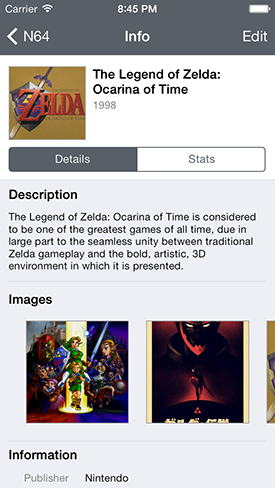 Carrier 8:45 PM
N64 Info Edit
ZELDA
The Legend of Zelda:
Ocarina of Time
1998
Details Stats
Description
The Legend of Zelda: Ocarina of Time is considered
to be one of the greatest games of all time, due in
large part to the seamless unity between traditional
Zelda gameplay and the bold, artistic, 3D
environment in which it is presented.
Images
Information
Publisher Nintendo